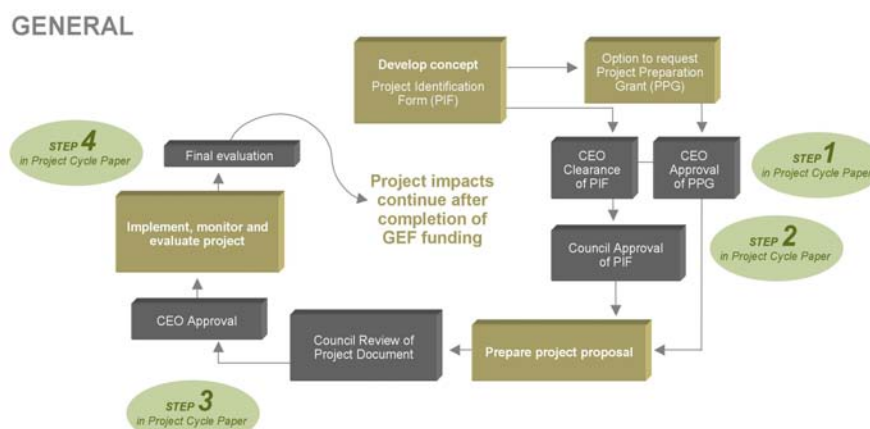 GENERAL
Develop concept
Project Identification
Form (PIF)
Option to request
Project Preparation
Grant (PPG)
STEP 4
in Project Cycle Paper
Final evaluation
CEO
Clearance
of PIF
CEO
Approval
of PPG
STEP 1
in Project Cycle Paper
Project impacts
continue after
completion of
GEF funding
Implement, monitor and
evaluate project
STEP 2
in Project Cycle Paper
Council Approval
of PIF
CEO Approval
Council Review of
Project Document
Prepare project proposal
STEP 3
in Project Cycle Paper